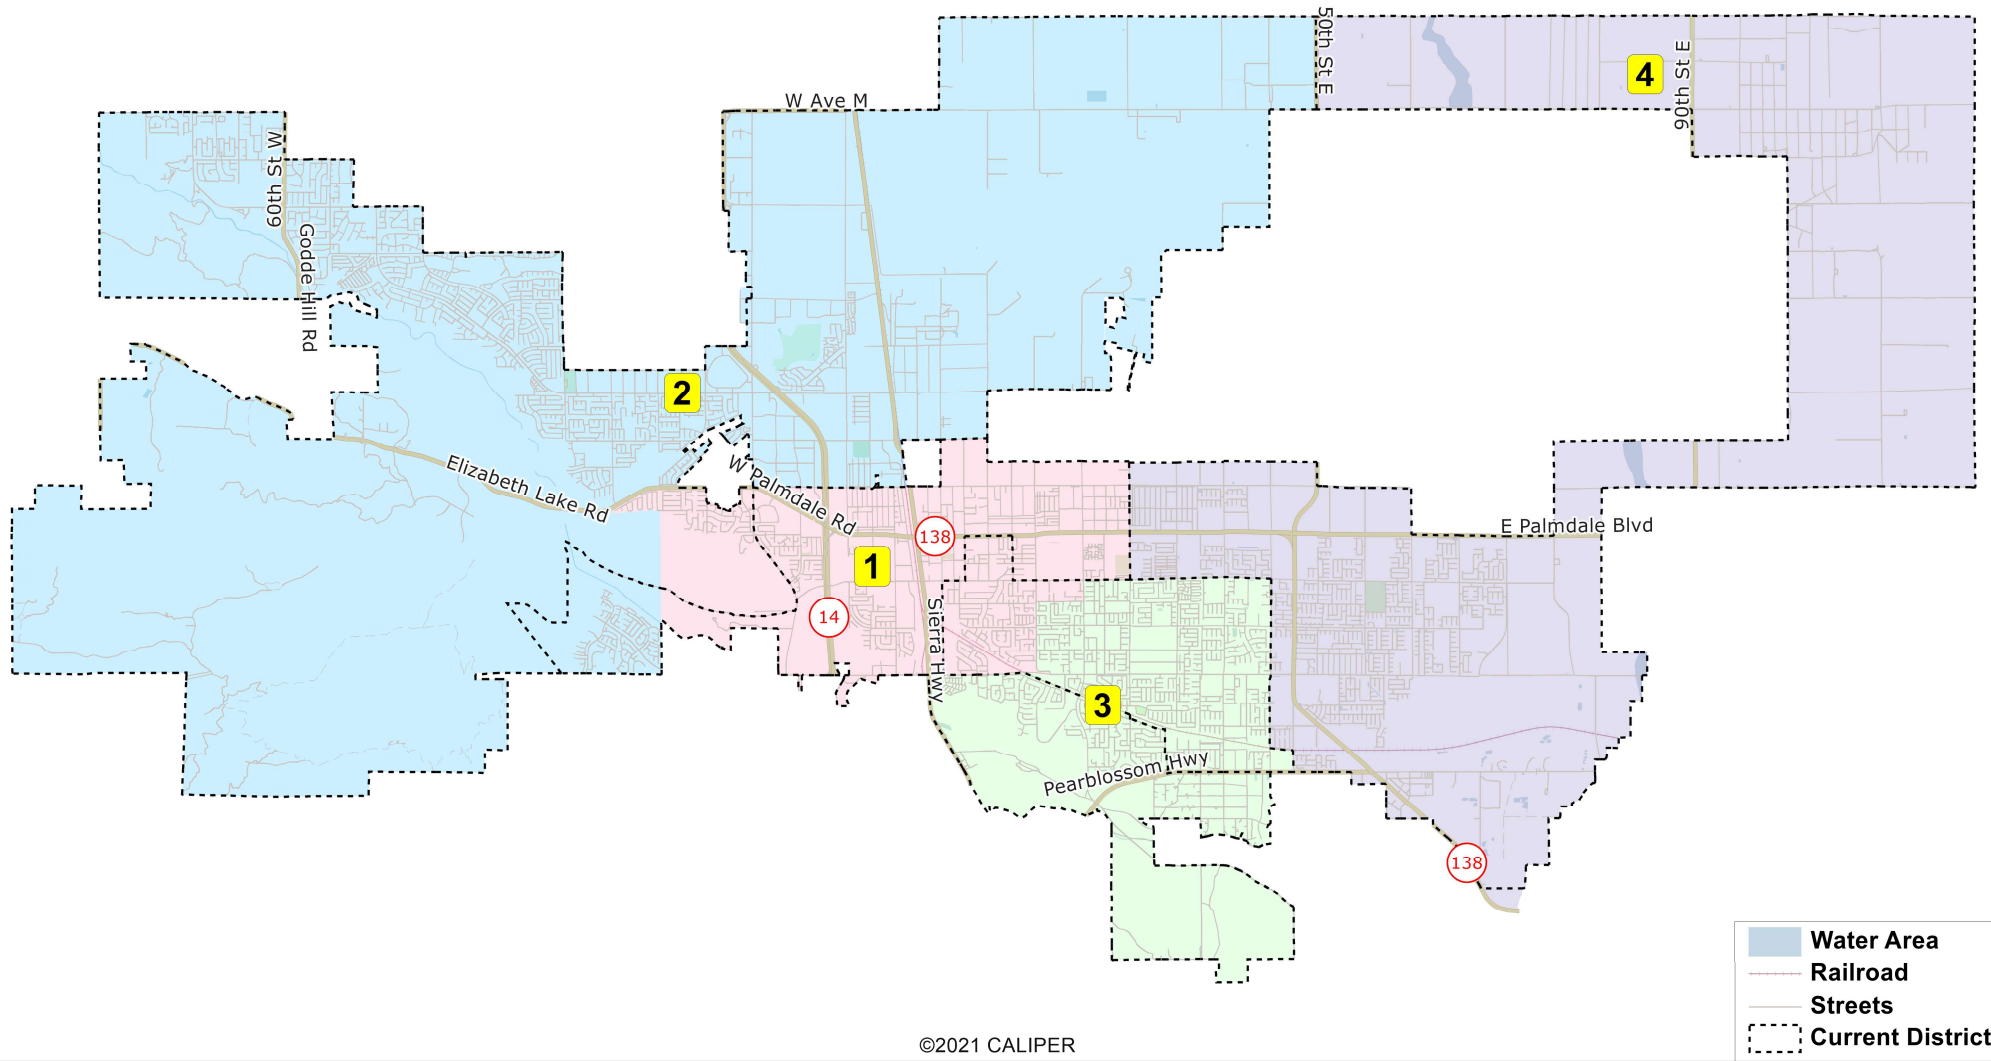 50th St E
4
90th St E
W Ave M
60th St W
Godde Hill Rd
2
Elizabeth Lake Rd
W Palmdale Rd
138
E Palmdale Blvd
1
14
Sierra Hwy
3
Pearblossom Hwy
138
Water Area
Railroad
Streets
Current District
©2021 CALIPER